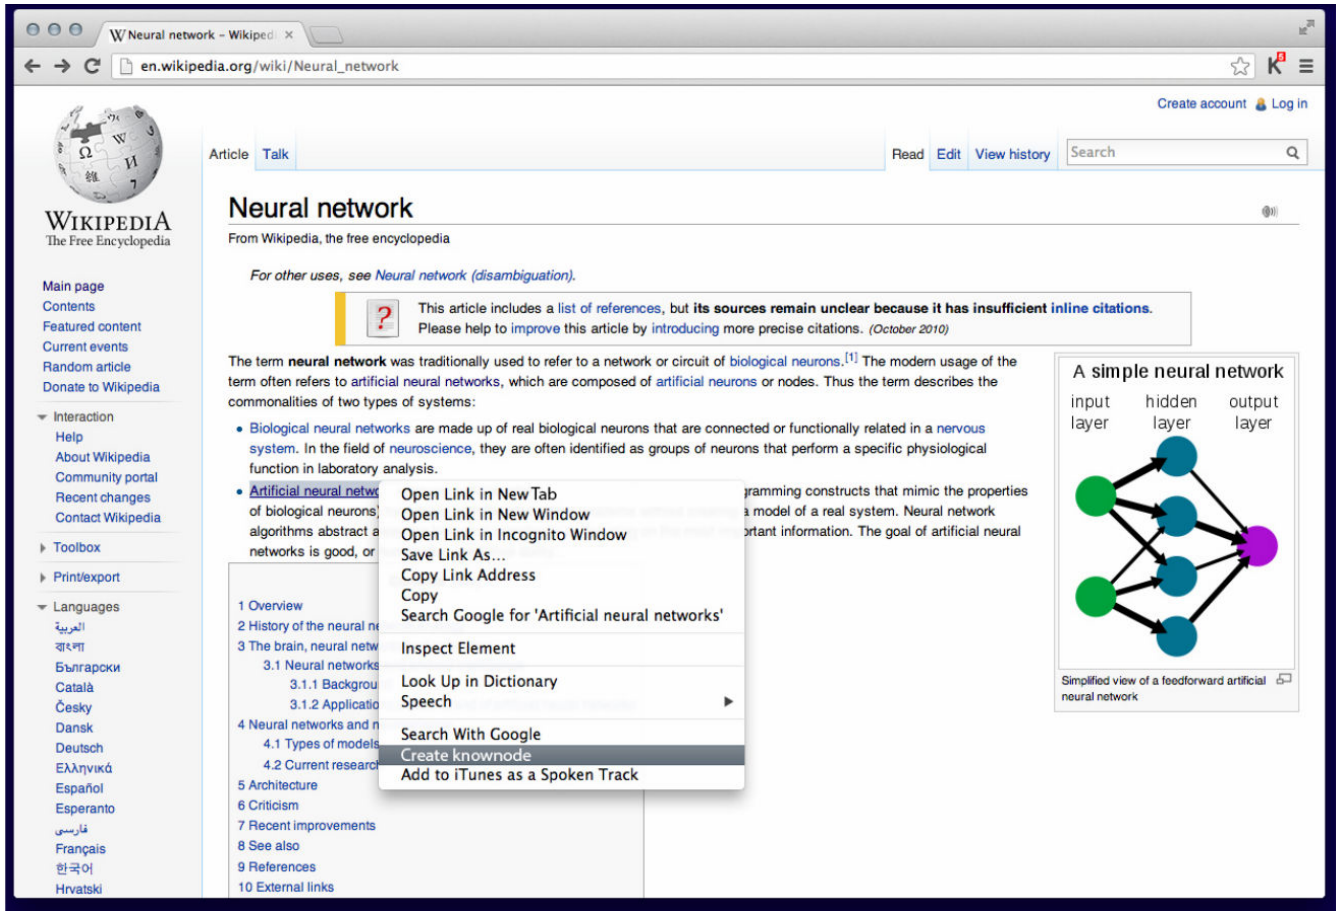 Neural network – Wikiped
en.wikipedia.org/wiki/Neural_network
K 5
Create account Log in
Article Talk
Read Edit View history Search
WIKIPEDIA
The Free Encyclopedia
Main page
Contents
Featured content
Current events
Random article
Donate to Wikipedia
Interaction
Help
About Wikipedia
Community portal
Recent changes
Contact Wikipedia
Toolbox
Print/export
Languages
العربية
বাংলা
Български
Català
Česky
Dansk
Deutsch
Ελληνικά
Español
Esperanto
فارسی
Français
한국어
Hrvatski
Neural network
From Wikipedia, the free encyclopedia
For other uses, see Neural network (disambiguation).
This article includes a list of references, but its sources remain unclear because it has insufficient inline citations.
Please help to improve this article by introducing more precise citations. (October 2010)
The term neural network was traditionally used to refer to a network or circuit of biological neurons.[1] The modern usage of the
term often refers to artificial neural networks, which are composed of artificial neurons or nodes. Thus the term describes the
commonalities of two types of systems:
Biological neural networks are made up of real biological neurons that are connected or functionally related in a nervous
system. In the field of neuroscience, they are often identified as groups of neurons that perform a specific physiological
function in laboratory analysis.
Artificial neural netwo gramming constructs that mimic the properties
of biological neurons) a model of a real system. Neural network
algorithms abstract a ortant information. The goal of artificial neural
networks is good, or
1 Overview
2 History of the neural ne
3 The brain, neural netw
3.1 Neural networks
3.1.1 Backgrou
3.1.2 Applicatio
4 Neural networks and n
4.1 Types of models
4.2 Current research
5 Architecture
6 Criticism
7 Recent improvements
8 See also
9 References
10 External links
Open Link in New Tab
Open Link in New Window
Open Link in Incognito Window
Save Link As...
Copy Link Address
Copy
Search Google for 'Artificial neural networks'
Inspect Element
Look Up in Dictionary
Speech
Search With Google
Create knownode
Add to iTunes as a Spoken Track
A simple neural network
input hidden output
layer layer layer
Simplified view of a feedforward artificial
neural network